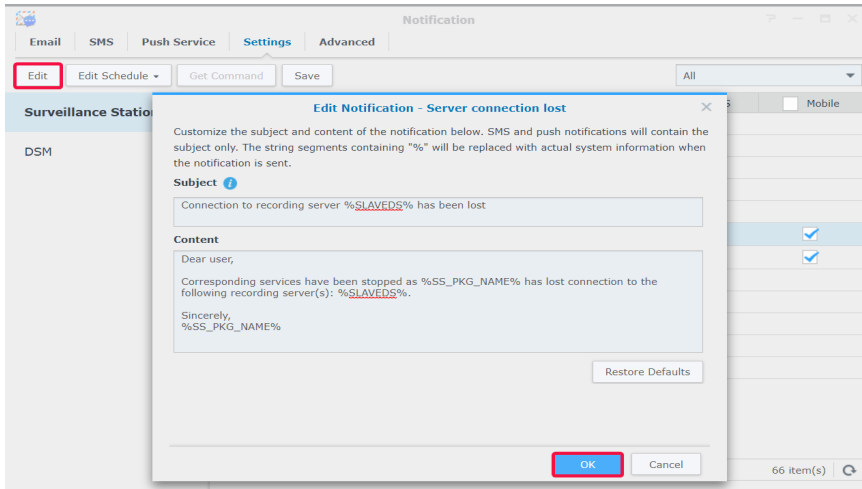 Notification
Email SMS Push Service Settings Advanced
Edit Edit Schedule Get Command Save All
Mobile
Surveillance Station
DSM
Edit Notification - Server connection lost
Customize the subject and content of the notification below. SMS and push notifications will contain the
subject only. The string segments containing "%" will be replaced with actual system information when
the notification is sent.
Subject
Connection to recording server %SLAVEDS% has been lost
Content
Dear user,
Corresponding services have been stopped as %SS_PKG_NAME% has lost connection to the
following recording server(s): %SLAVEDS%.
Sincerely,
%SS_PKG_NAME%
Restore Defaults
OK Cancel
66 item(s)